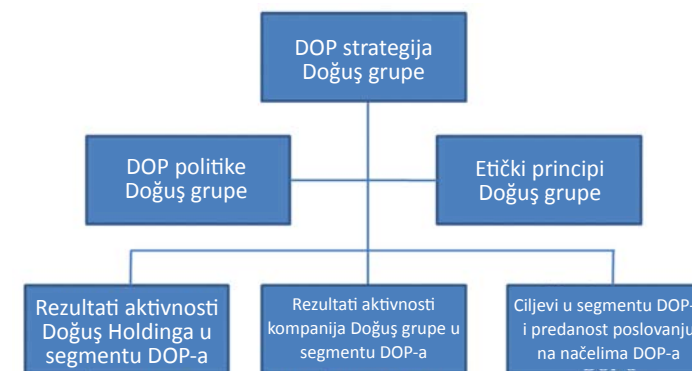 DOP strategija
Doğuş grupe
DOP politike
Doğuş grupe
Etički principi
Doğuş grupe
Rezultati aktivnosti
Doğuş Holdinga u
segmentu DOP-a
Rezultati aktivnosti
kompanija Doğuş grupe u
segmentu DOP-a
Ciljevi u segmentu DOP-
i predanost poslovanju
na načelima DOP-a